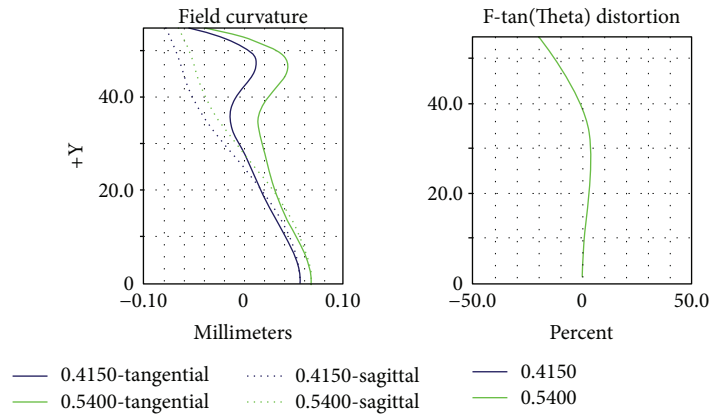 Field curvature
F-tan(Theta) distortion
+Y
40.0
20.0
0
−0.10
0
0.10
Millimeters
40.0
20.0
0
−50.0
0
50.0
Percent
0.4150-tangential
0.5400-tangential
0.4150-sagittal
0.5400-sagittal
0.4150
0.5400